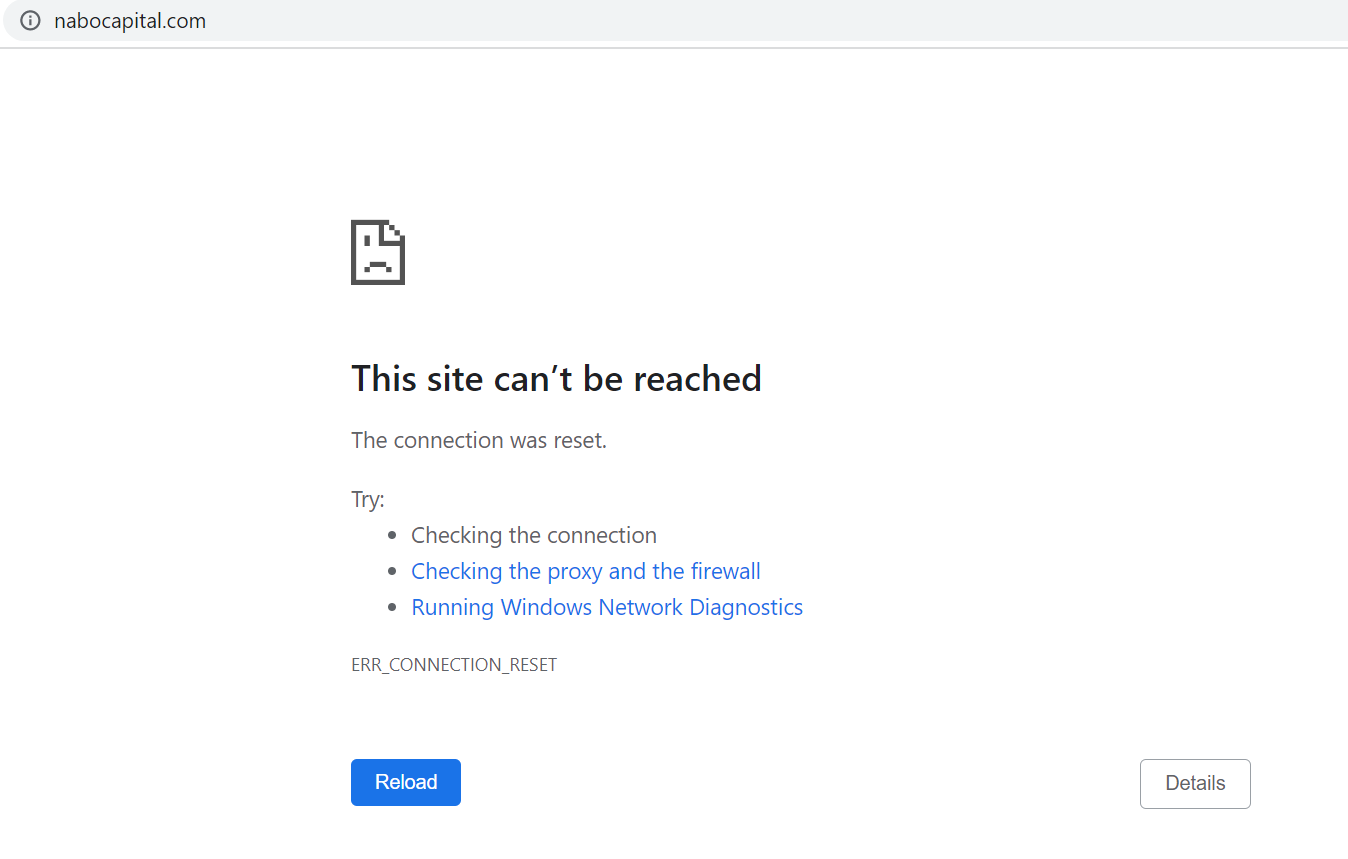 nabocapital.com
This site can’t be reached
The connection was reset.
Try:
Checking the connection
Checking the proxy and the firewall
Running Windows Network Diagnostics
ERR_CONNECTION_RESET
Reload
Details